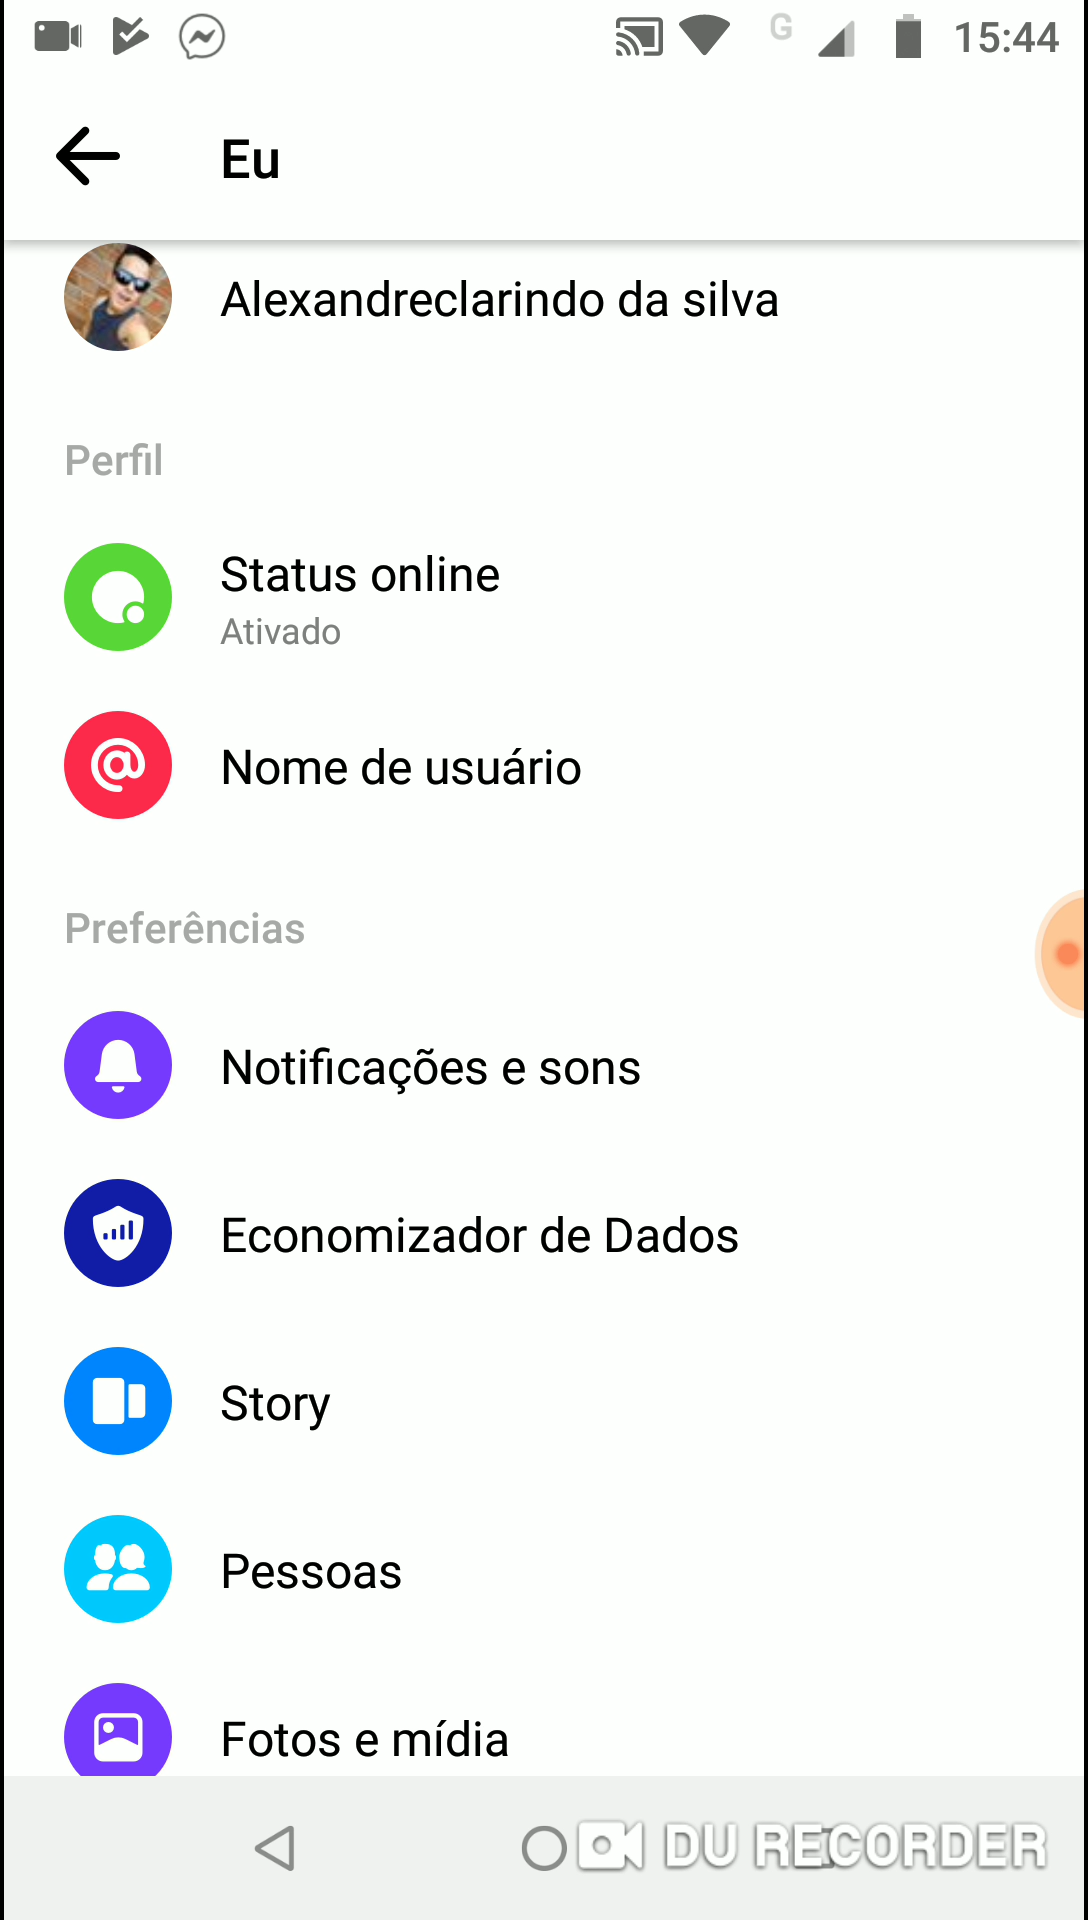 G 15:44
Eu
Alexandreclarindo da silva
Perfil
Status online
Ativado
Nome de usuário
Preferências
Notificações e sons
Economizador de Dados
Story
Pessoas
Fotos e mídia
DU RECORDER